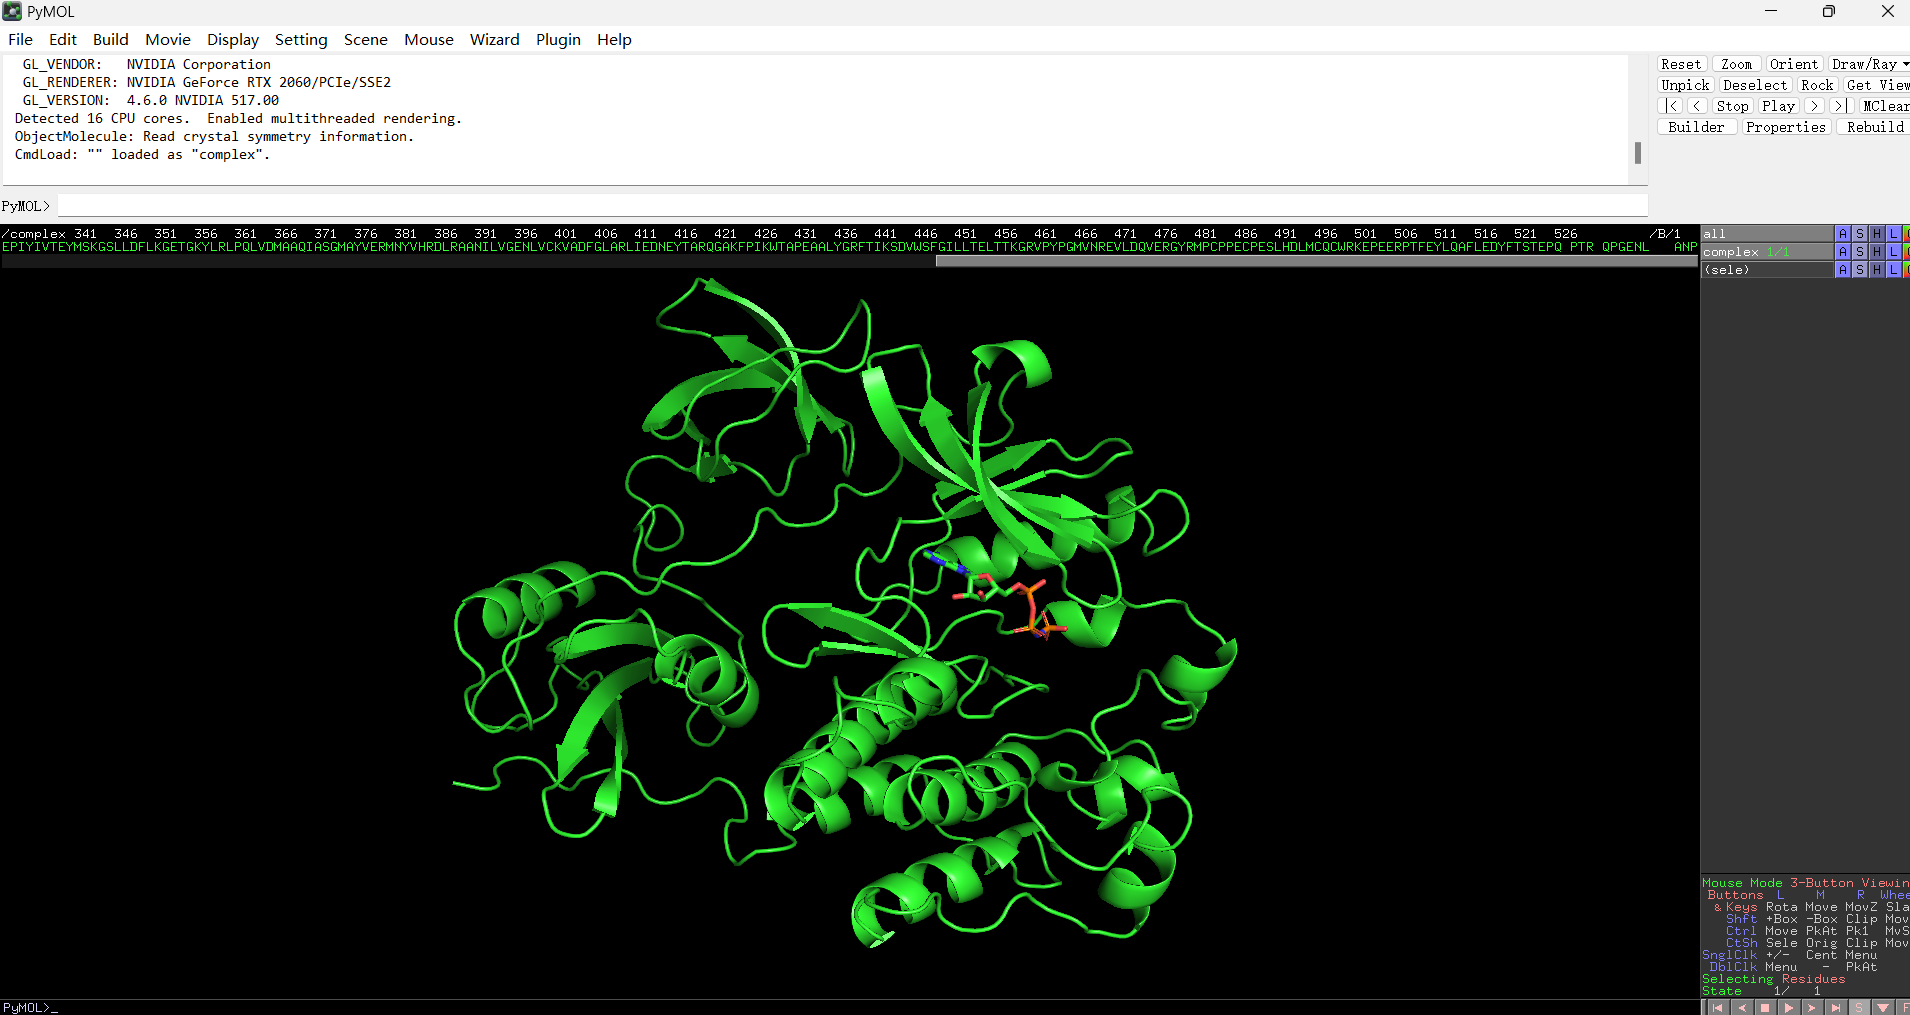 PyMOL
File Edit Build Movie Display Setting Scene Mouse Wizard Plugin Help
GL_VENDOR: NVIDIA Corporation
GL_RENDERER: NVIDIA GeForce RTX 2060/PCIe/SSE2
GL_VERSION: 4.6.0 NVIDIA 517.00
Detected 16 CPU cores. Enabled multithreaded rendering.
ObjectMolecule: Read crystal symmetry information.
CmdLoad: "" loaded as "complex".
Reset Zoom Orient Draw/Ray
Unpick Deselect Rock Get View
|< < Stop Play > >| MClear
Builder Properties Rebuild
PyMOL>
/complex 341 346 351 356 361 366 371 376 381 386 391 396 401 406 411 416 421 426 431 436 441 446 451 456 461 466 471 476 481 486 491 496 501 506 511 516 521 526 /B/1
EPIYIVTEYMSKGSLLDFLKGETGKYLRLPQLVDMAAQIASGMAYVERMNYVHRDLRAANILVGENLVCKVADFGLARLIEDNEYTARQGAKFPIKWTAPEAALYGRFTIKSDVWSFGILLTELTTKGRVPYPGMVNREVLDQVERGYRMPCPPECPESLHDLMCQCWRKEPEERPTFEYLQAFLEDYFTSTEPQ PTR QPGENL ANP
all A S H L
complex 1/1 A S H L
(sele) A S H L
Mouse Mode 3-Button Viewin
Buttons L M R Whee
& Keys Rota Move MovZ Sla
Shft +Box -Box Clip Mov
Ctrl Move PkAt Pk1 MvS
CtSh Sele Orig Clip Mov
SnglClk +/- Cent Menu
DblClk Menu - PkAt
Selecting Residues
State 1/ 1
PyMOL>_
S F